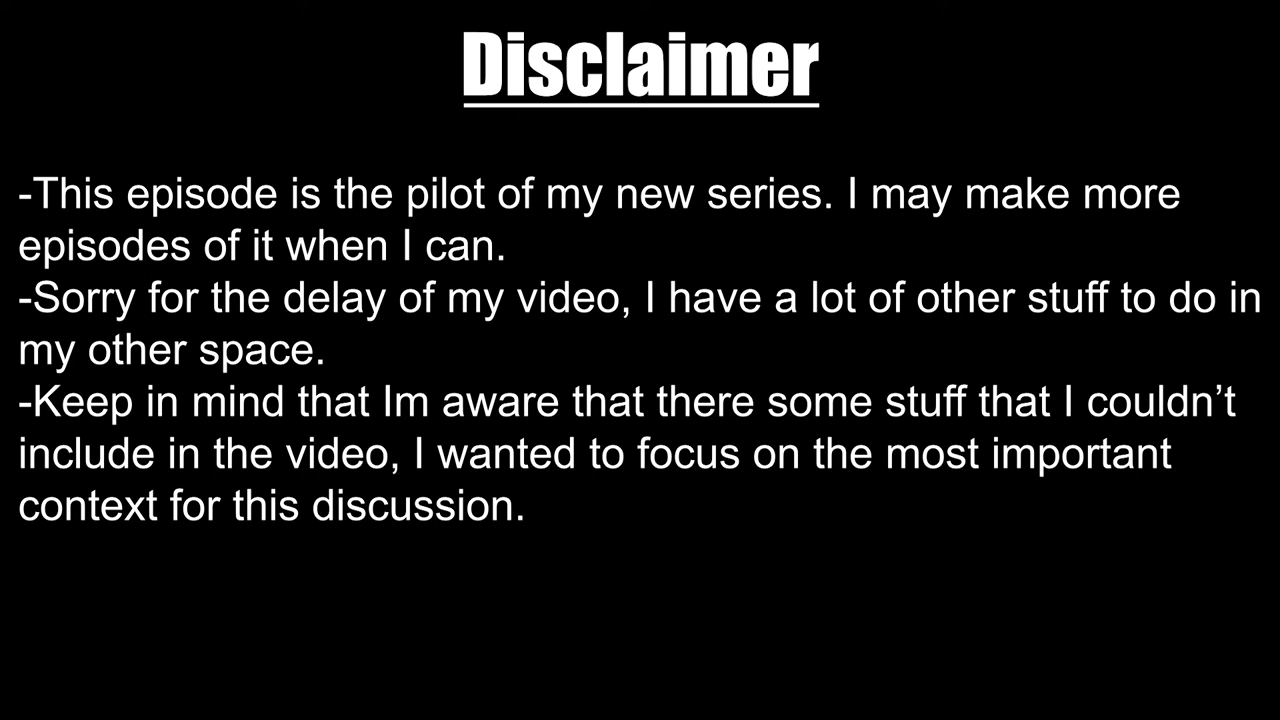 Disclaimer
-This episode is the pilot of my new series. I may make more
episodes of it when I can.
-Sorry for the delay of my video, I have a lot of other stuff to do in
my other space.
-Keep in mind that Im aware that there some stuff that I couldn’t
include in the video, I wanted to focus on the most important
context for this discussion.